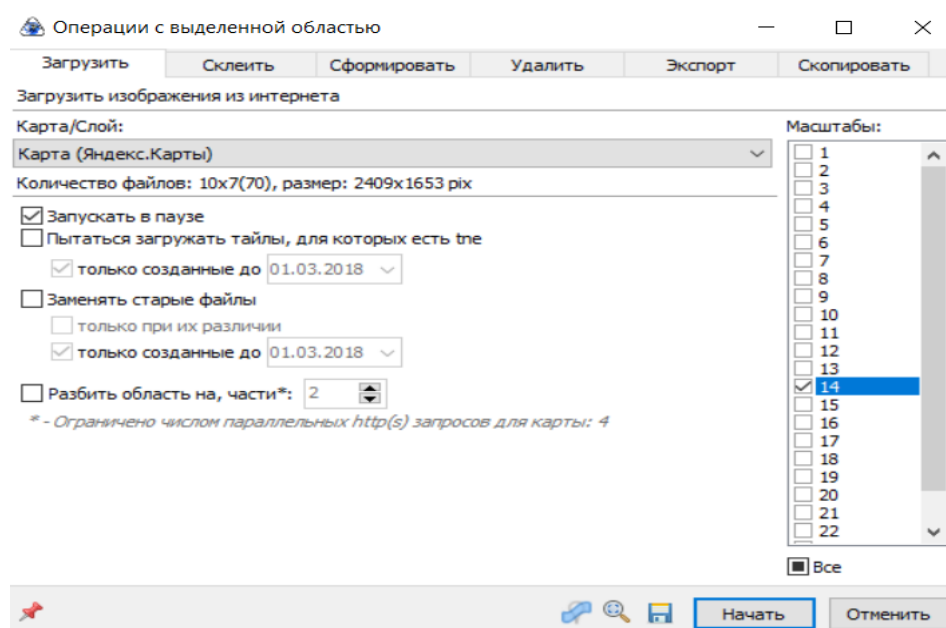 Операции с выделенной областью
Загрузить Склеить Сформировать Удалить Экспорт Скопировать
Загрузить изображения из интернета
Карта/Слой:
Масштабы:
Карта (Яндекс.Карты)
Количество файлов: 10x7(70), размер: 2409x1653 pix
Запускать в паузе
Пытаться загружать тайлы, для которых есть tne
только созданные до 01.03.2018
Заменять старые файлы
только при их различии
только созданные до 01.03.2018
Разбить область на, части*: 2
* - Ограничено числом параллельных http(s) запросов для карты: 4
1
2
3
4
5
6
7
8
9
10
11
12
13
14
15
16
17
18
19
20
21
22
Все
Начать Отменить